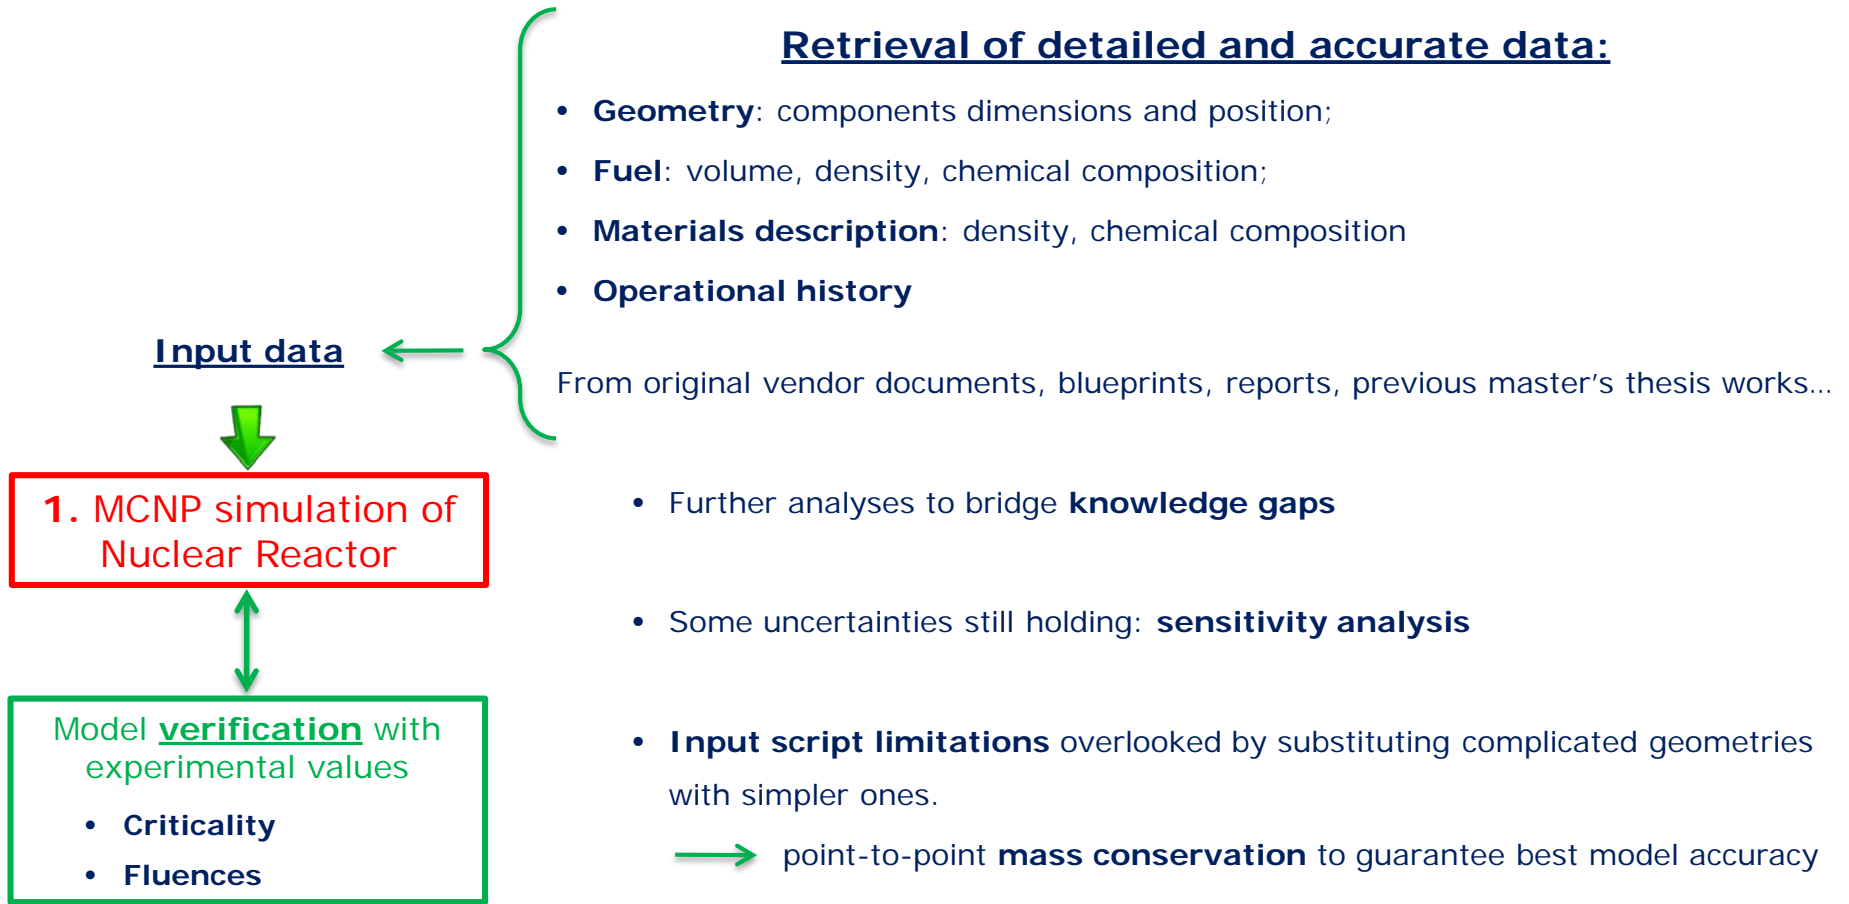 Retrieval of detailed and accurate data:
• Geometry: components dimensions and position;
• Fuel: volume, density, chemical composition;
• Materials description: density, chemical composition
• Operational history
From original vendor documents, blueprints, reports, previous master’s thesis works…
Input data
1. MCNP simulation of
Nuclear Reactor
Model verification with
experimental values
• Criticality
• Fluences
• Further analyses to bridge knowledge gaps
• Some uncertainties still holding: sensitivity analysis
• Input script limitations overlooked by substituting complicated geometries
with simpler ones.
point-to-point mass conservation to guarantee best model accuracy